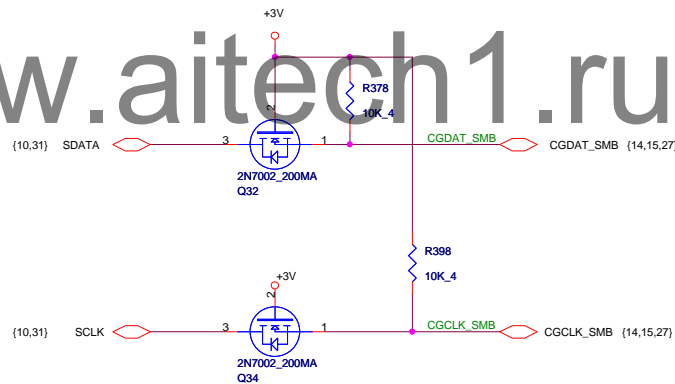 +3V
w.aitech1.ru
R378
10K_4
2
{10,31} SDATA
3
1
CGDAT_SMB
CGDAT_SMB {14,15,27}
2N7002_200MA
Q32
R398
10K_4
+3V
2
{10,31} SCLK
3
1
CGCLK_SMB
CGCLK_SMB {14,15,27}
2N7002_200MA
Q34